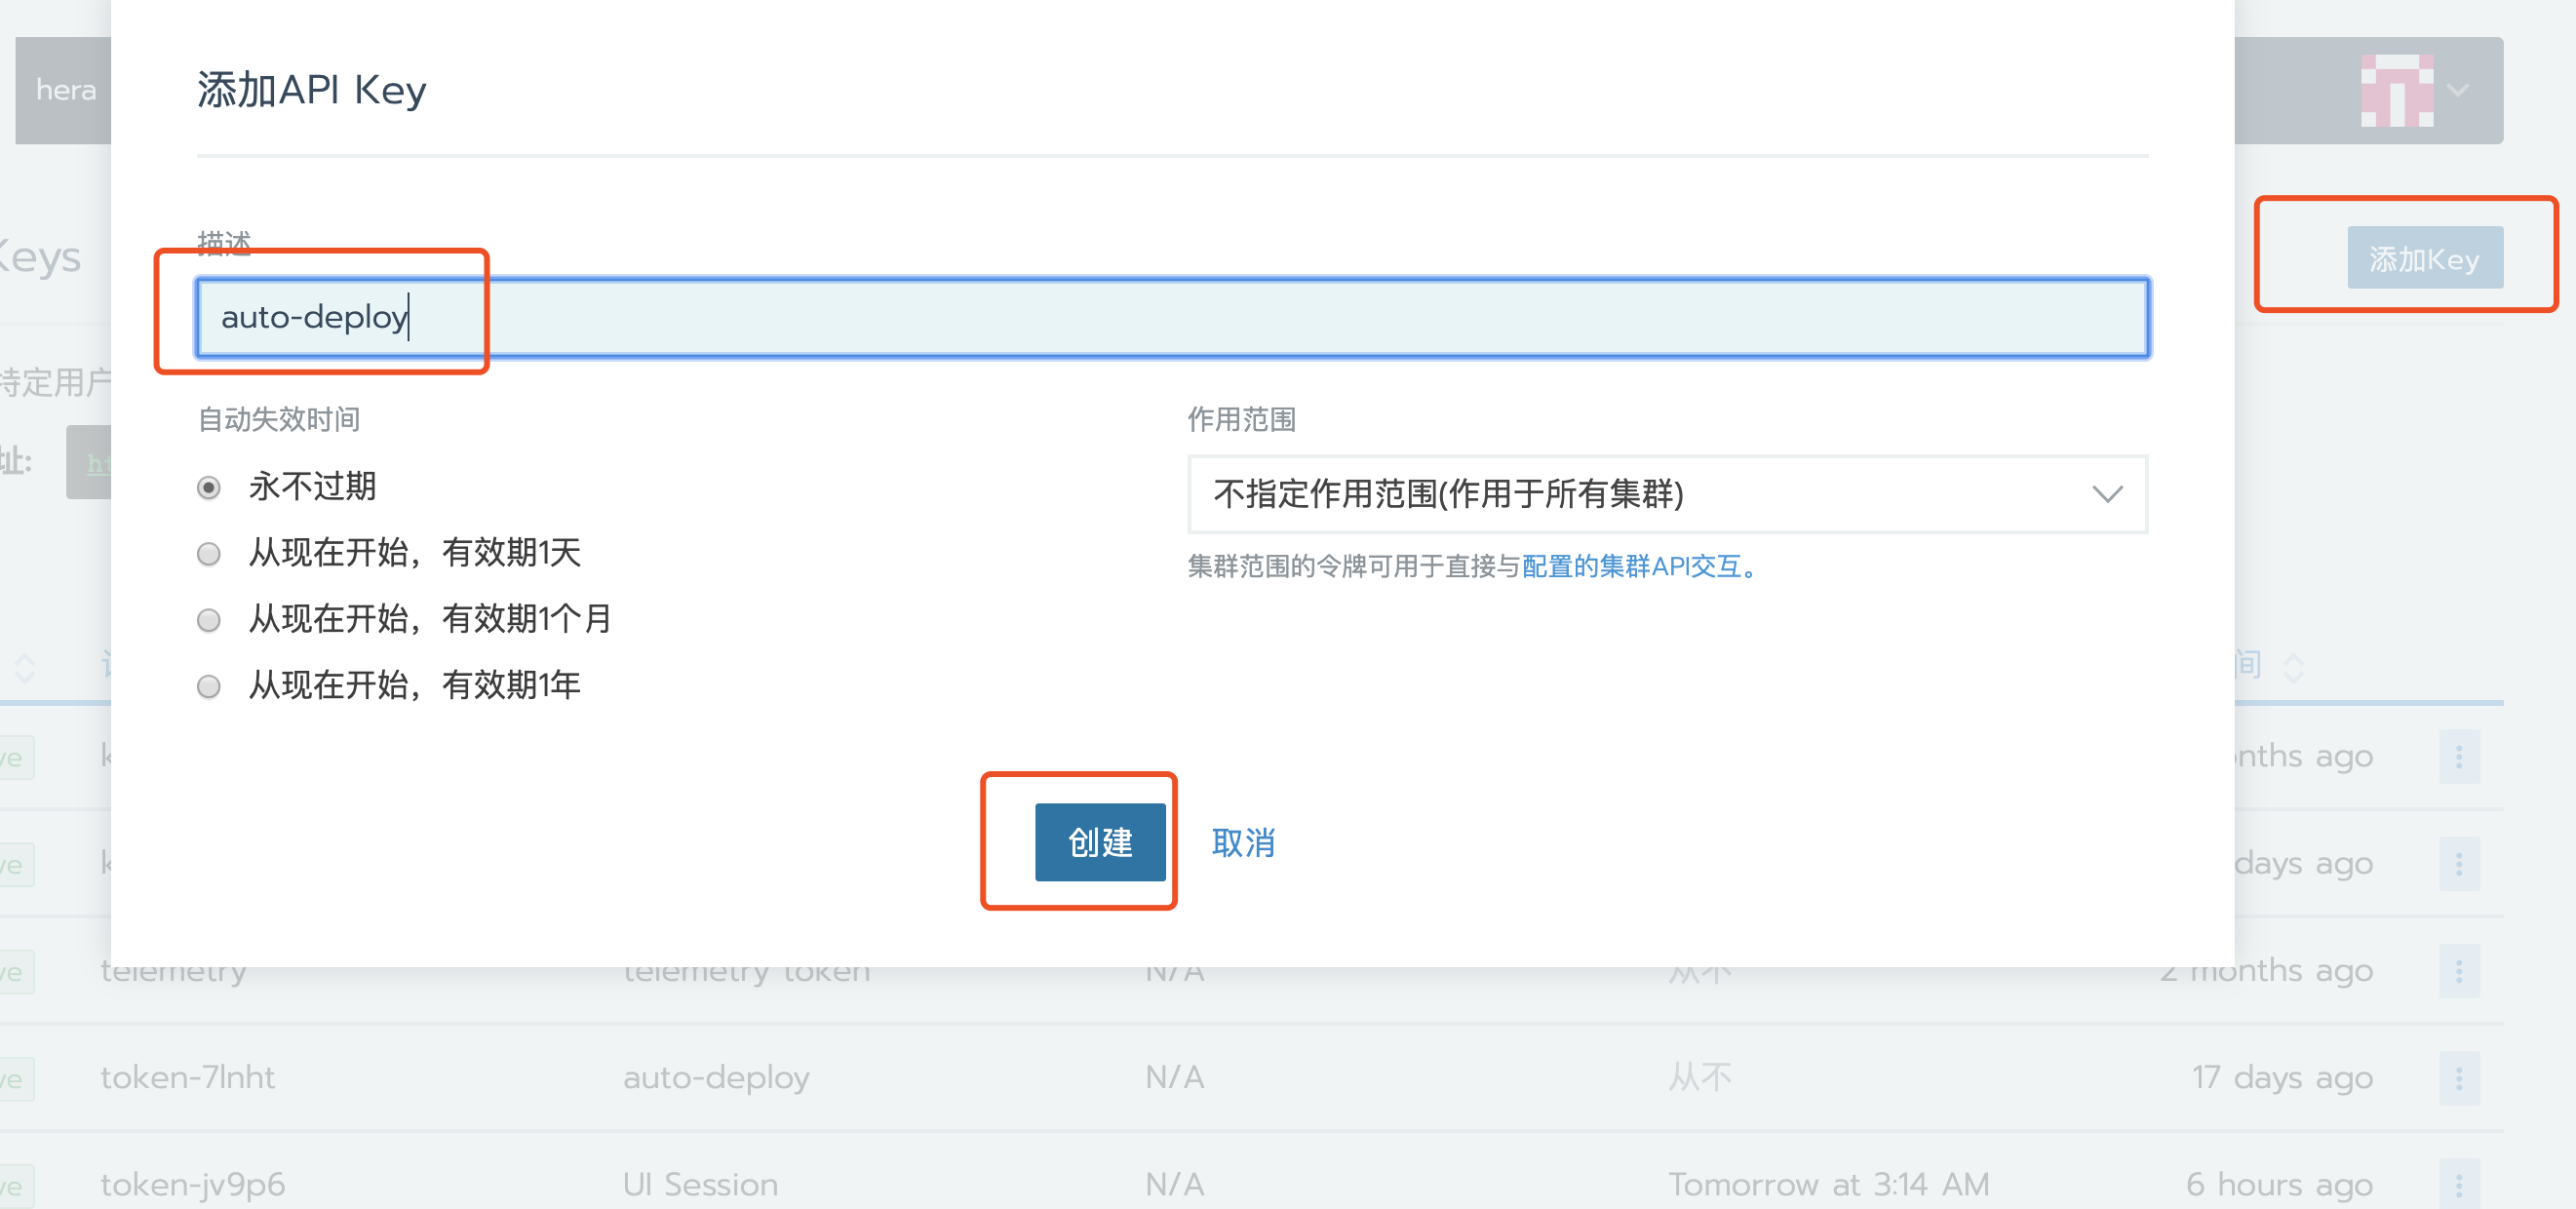 hera
添加API Key
Keys
添加Key
描述
auto-deploy
特定用户
址:
自动失效时间
作用范围
永不过期
不指定作用范围(作用于所有集群)
从现在开始，有效期1天
集群范围的令牌可用于直接与配置的集群API交互。
从现在开始，有效期1个月
从现在开始，有效期1年
间
months ago
days ago
创建
取消
telemetry telemetry token N/A 从不 2 months ago
token-7lnht auto-deploy N/A 从不 17 days ago
token-jv9p6 UI Session N/A Tomorrow at 3:14 AM 6 hours ago